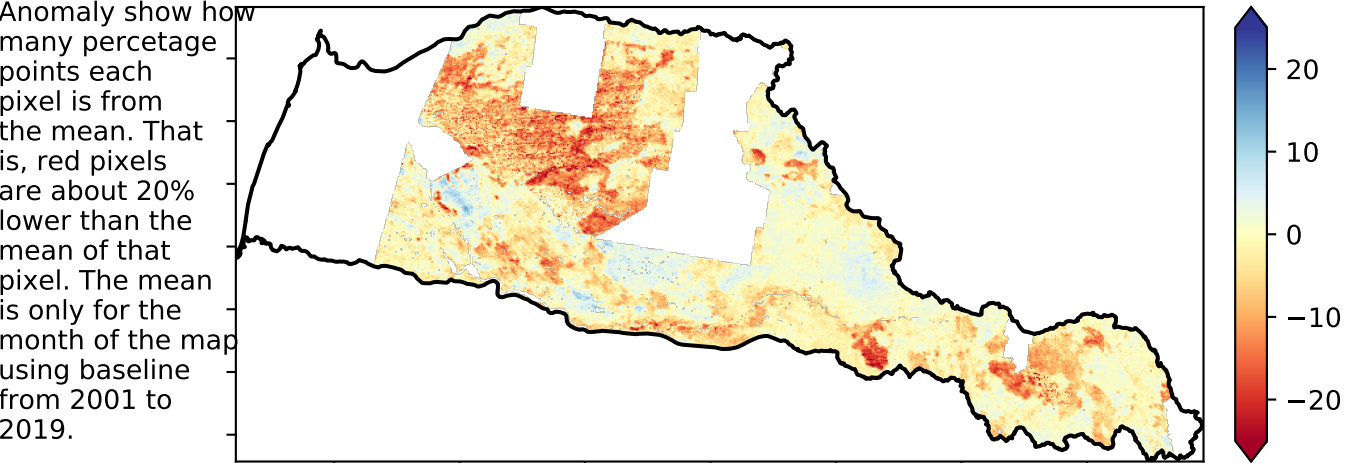 Anomaly show how
many percetage
points each
pixel is from
the mean. That
is, red pixels
are about 20%
lower than the
mean of that
pixel. The mean
is only for the
month of the map
using baseline
from 2001 to
2019.
20
10
0
−10
−20